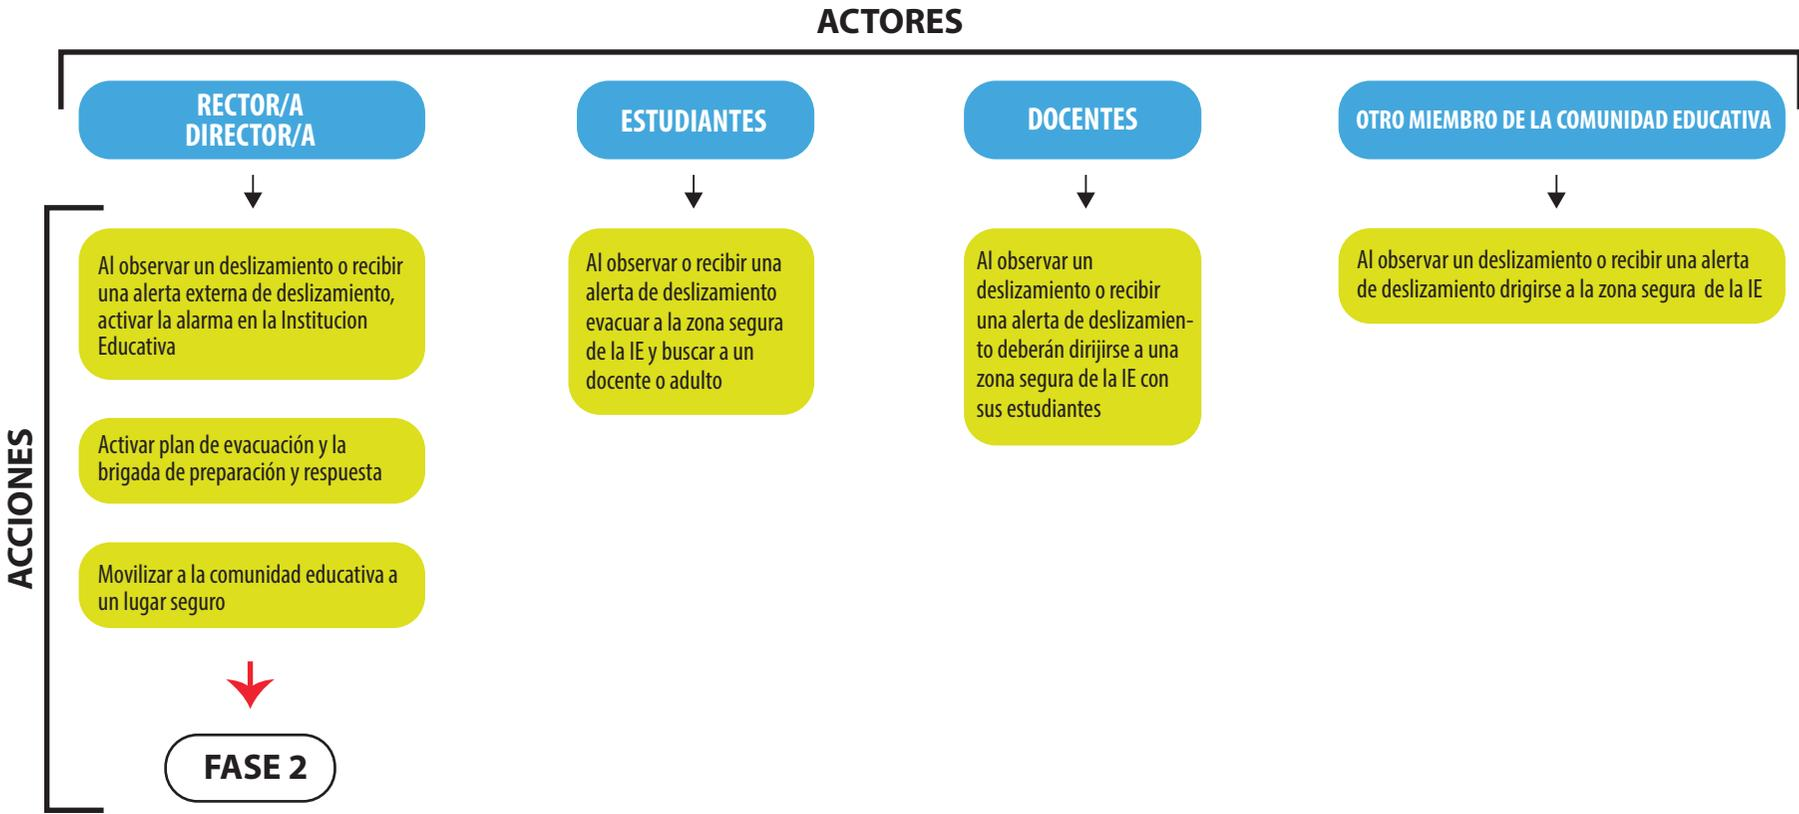 ACTORES
RECTOR/A
DIRECTOR/A
ESTUDIANTES
DOCENTES
OTRO MIEMBRO DE LA COMUNIDAD EDUCATIVA
ACCIONES
Al observar un deslizamiento o recibir
una alerta externa de deslizamiento,
activar la alarma en la Institucion
Educativa
Activar plan de evacuación y la
brigada de preparación y respuesta
Movilizar a la comunidad educativa a
un lugar seguro
FASE 2
Al observar o recibir una
alerta de deslizamiento
evacuar a la zona segura
de la IE y buscar a un
docente o adulto
Al observar un
deslizamiento o recibir
una alerta de deslizamien-
to deberán dirijirse a una
zona segura de la IE con
sus estudiantes
Al observar un deslizamiento o recibir una alerta
de deslizamiento drigirse a la zona segura de la IE